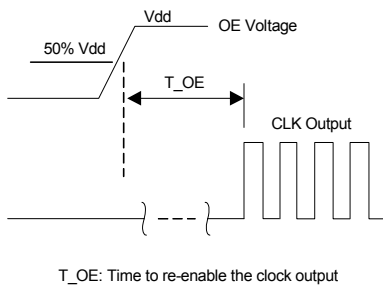 Vdd
OE Voltage
50% Vdd
T_OE
CLK Output
T_OE: Time to re-enable the clock output